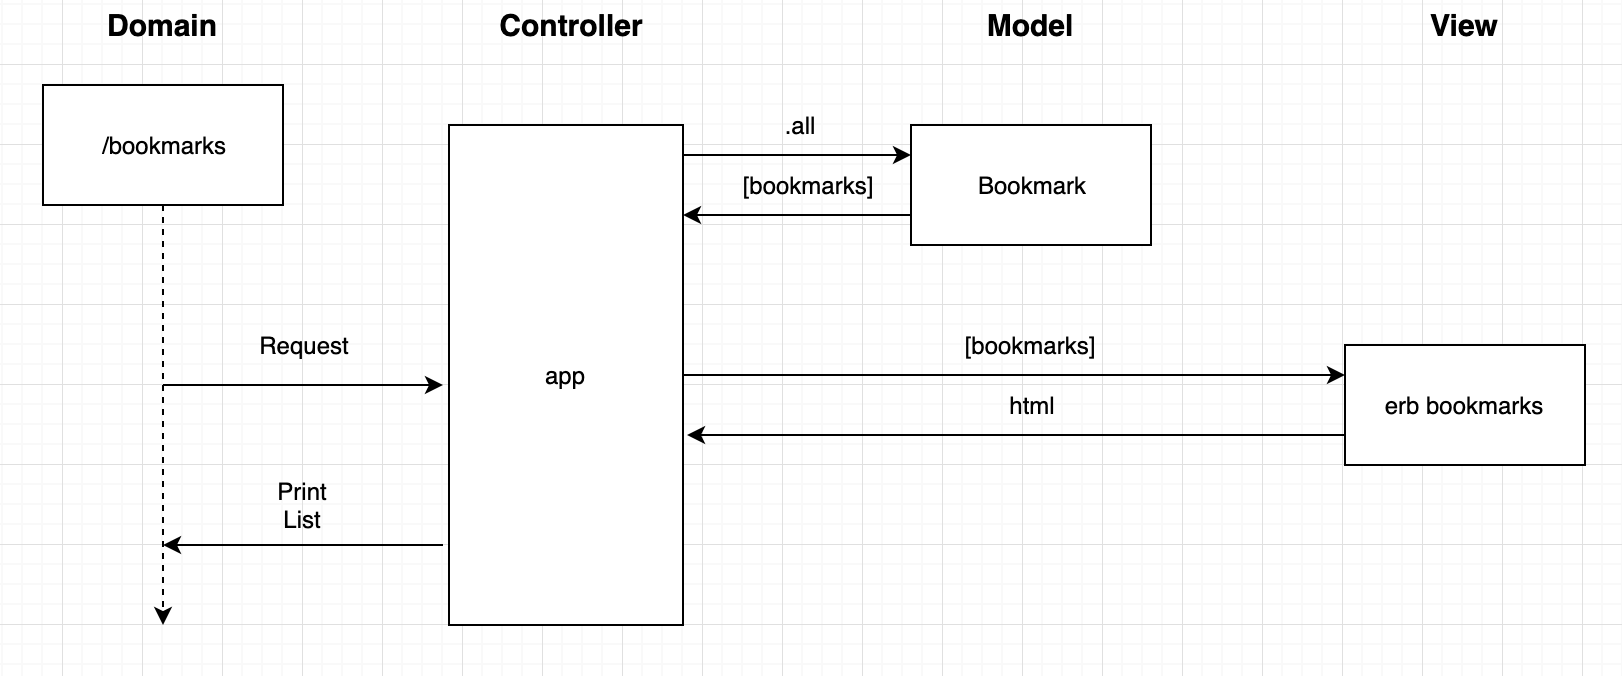 Domain
Controller
Model
View
/bookmarks
.all
[bookmarks]
Bookmark
Request
app
[bookmarks]
html
erb bookmarks
Print
List